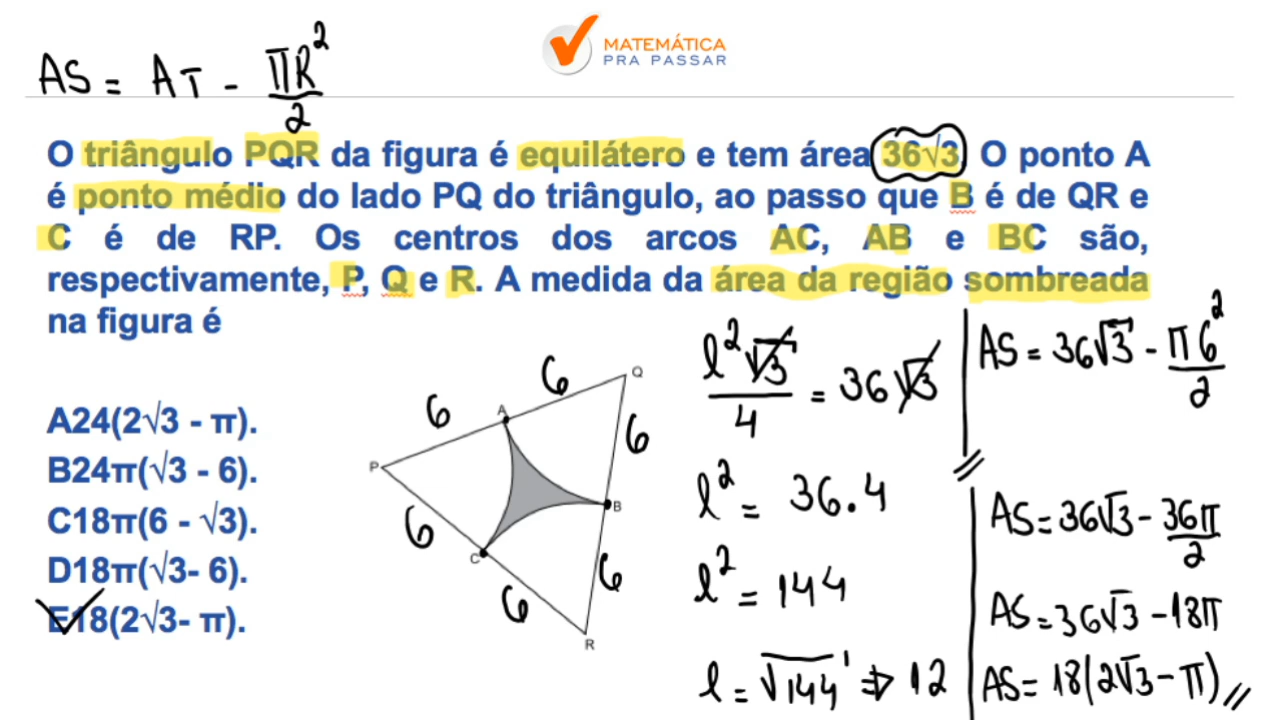 MATEMÁTICA
PRA PASSAR
AS = AT - πR²/2
O triângulo PQR da figura é equilátero e tem área 36√3. O ponto A
é ponto médio do lado PQ do triângulo, ao passo que B é de QR e
C é de RP. Os centros dos arcos AC, AB e BC são,
respectivamente, P, Q e R. A medida da área da região sombreada
na figura é
A24(2√3 - π).
B24π(√3 - 6).
C18π(6 - √3).
D18π(√3- 6).
E18(2√3- π).
Q
6
6
A
6
P
B
6
C
6
6
R
l²√3/4 = 36√3
l² = 36.4
l² = 144
l = √144 ⇒ 12
AS = 36√3 - π6²/2
AS = 36√3 - 36π/2
AS = 36√3 - 18π
AS = 18(2√3 - π)